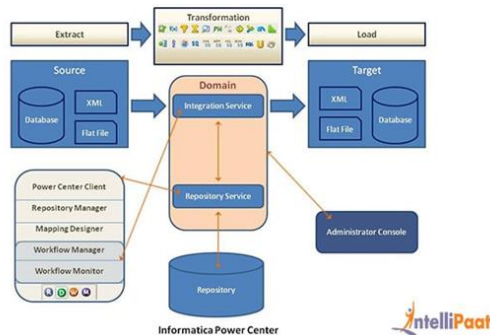 Transformation
Extract
Load
Source
Database
XML
Flat File
Domain
Integration Service
Repository Service
Target
XML
Flat File
Database
Power Center Client
Repository Manager
Mapping Designer
Workflow Manager
Workflow Monitor
R D W M
Administrator Console
Repository
Informatica Power Center
IntelliPaat